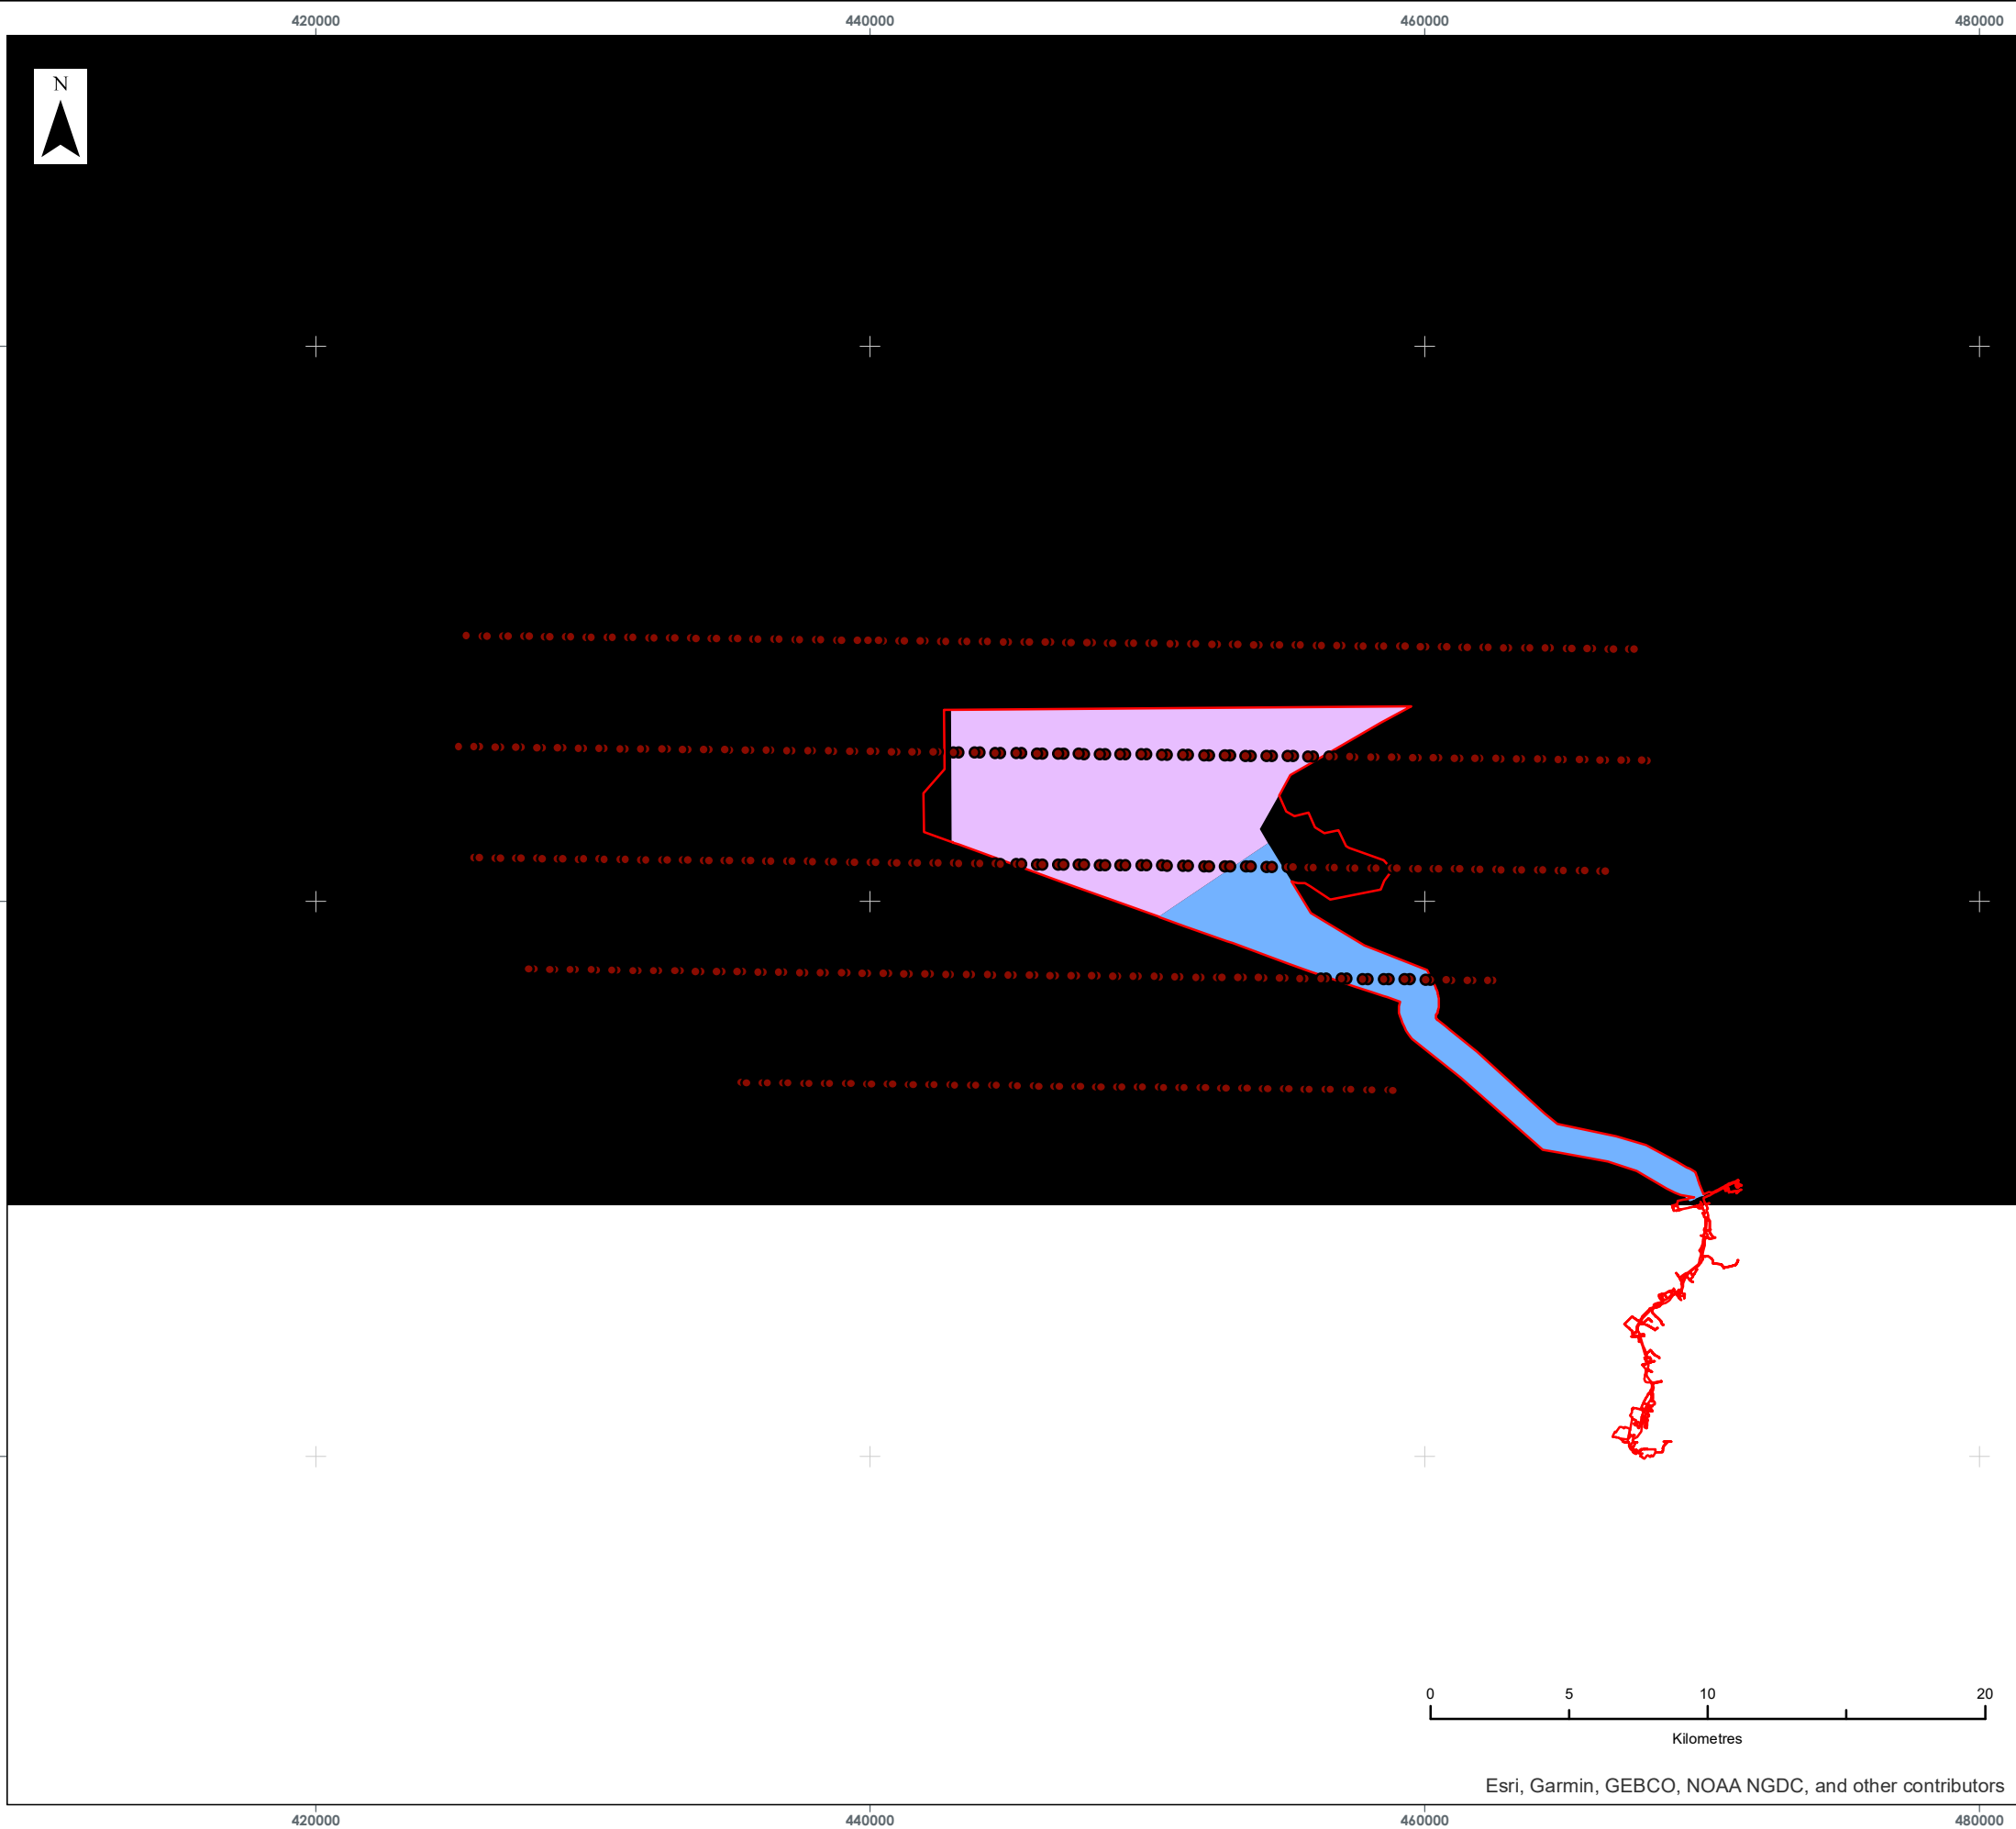 420000 440000 460000 480000
N
0 5 10 20
Kilometres
Esri, Garmin, GEBCO, NOAA NGDC, and other contributors
420000 440000 460000 480000